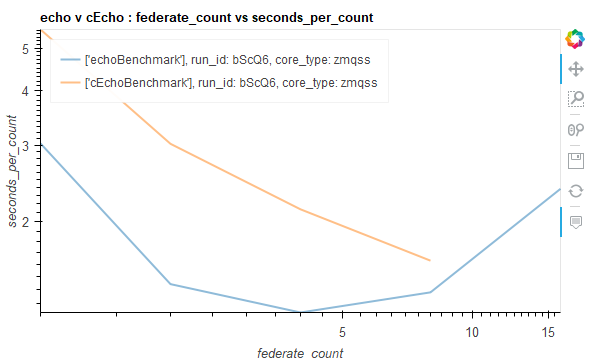 echo v cEcho : federate_count vs seconds_per_count
['echoBenchmark'], run_id: bScQ6, core_type: zmqss
['cEchoBenchmark'], run_id: bScQ6, core_type: zmqss
5
4
3
2
seconds_per_count
5
10
15
federate_count